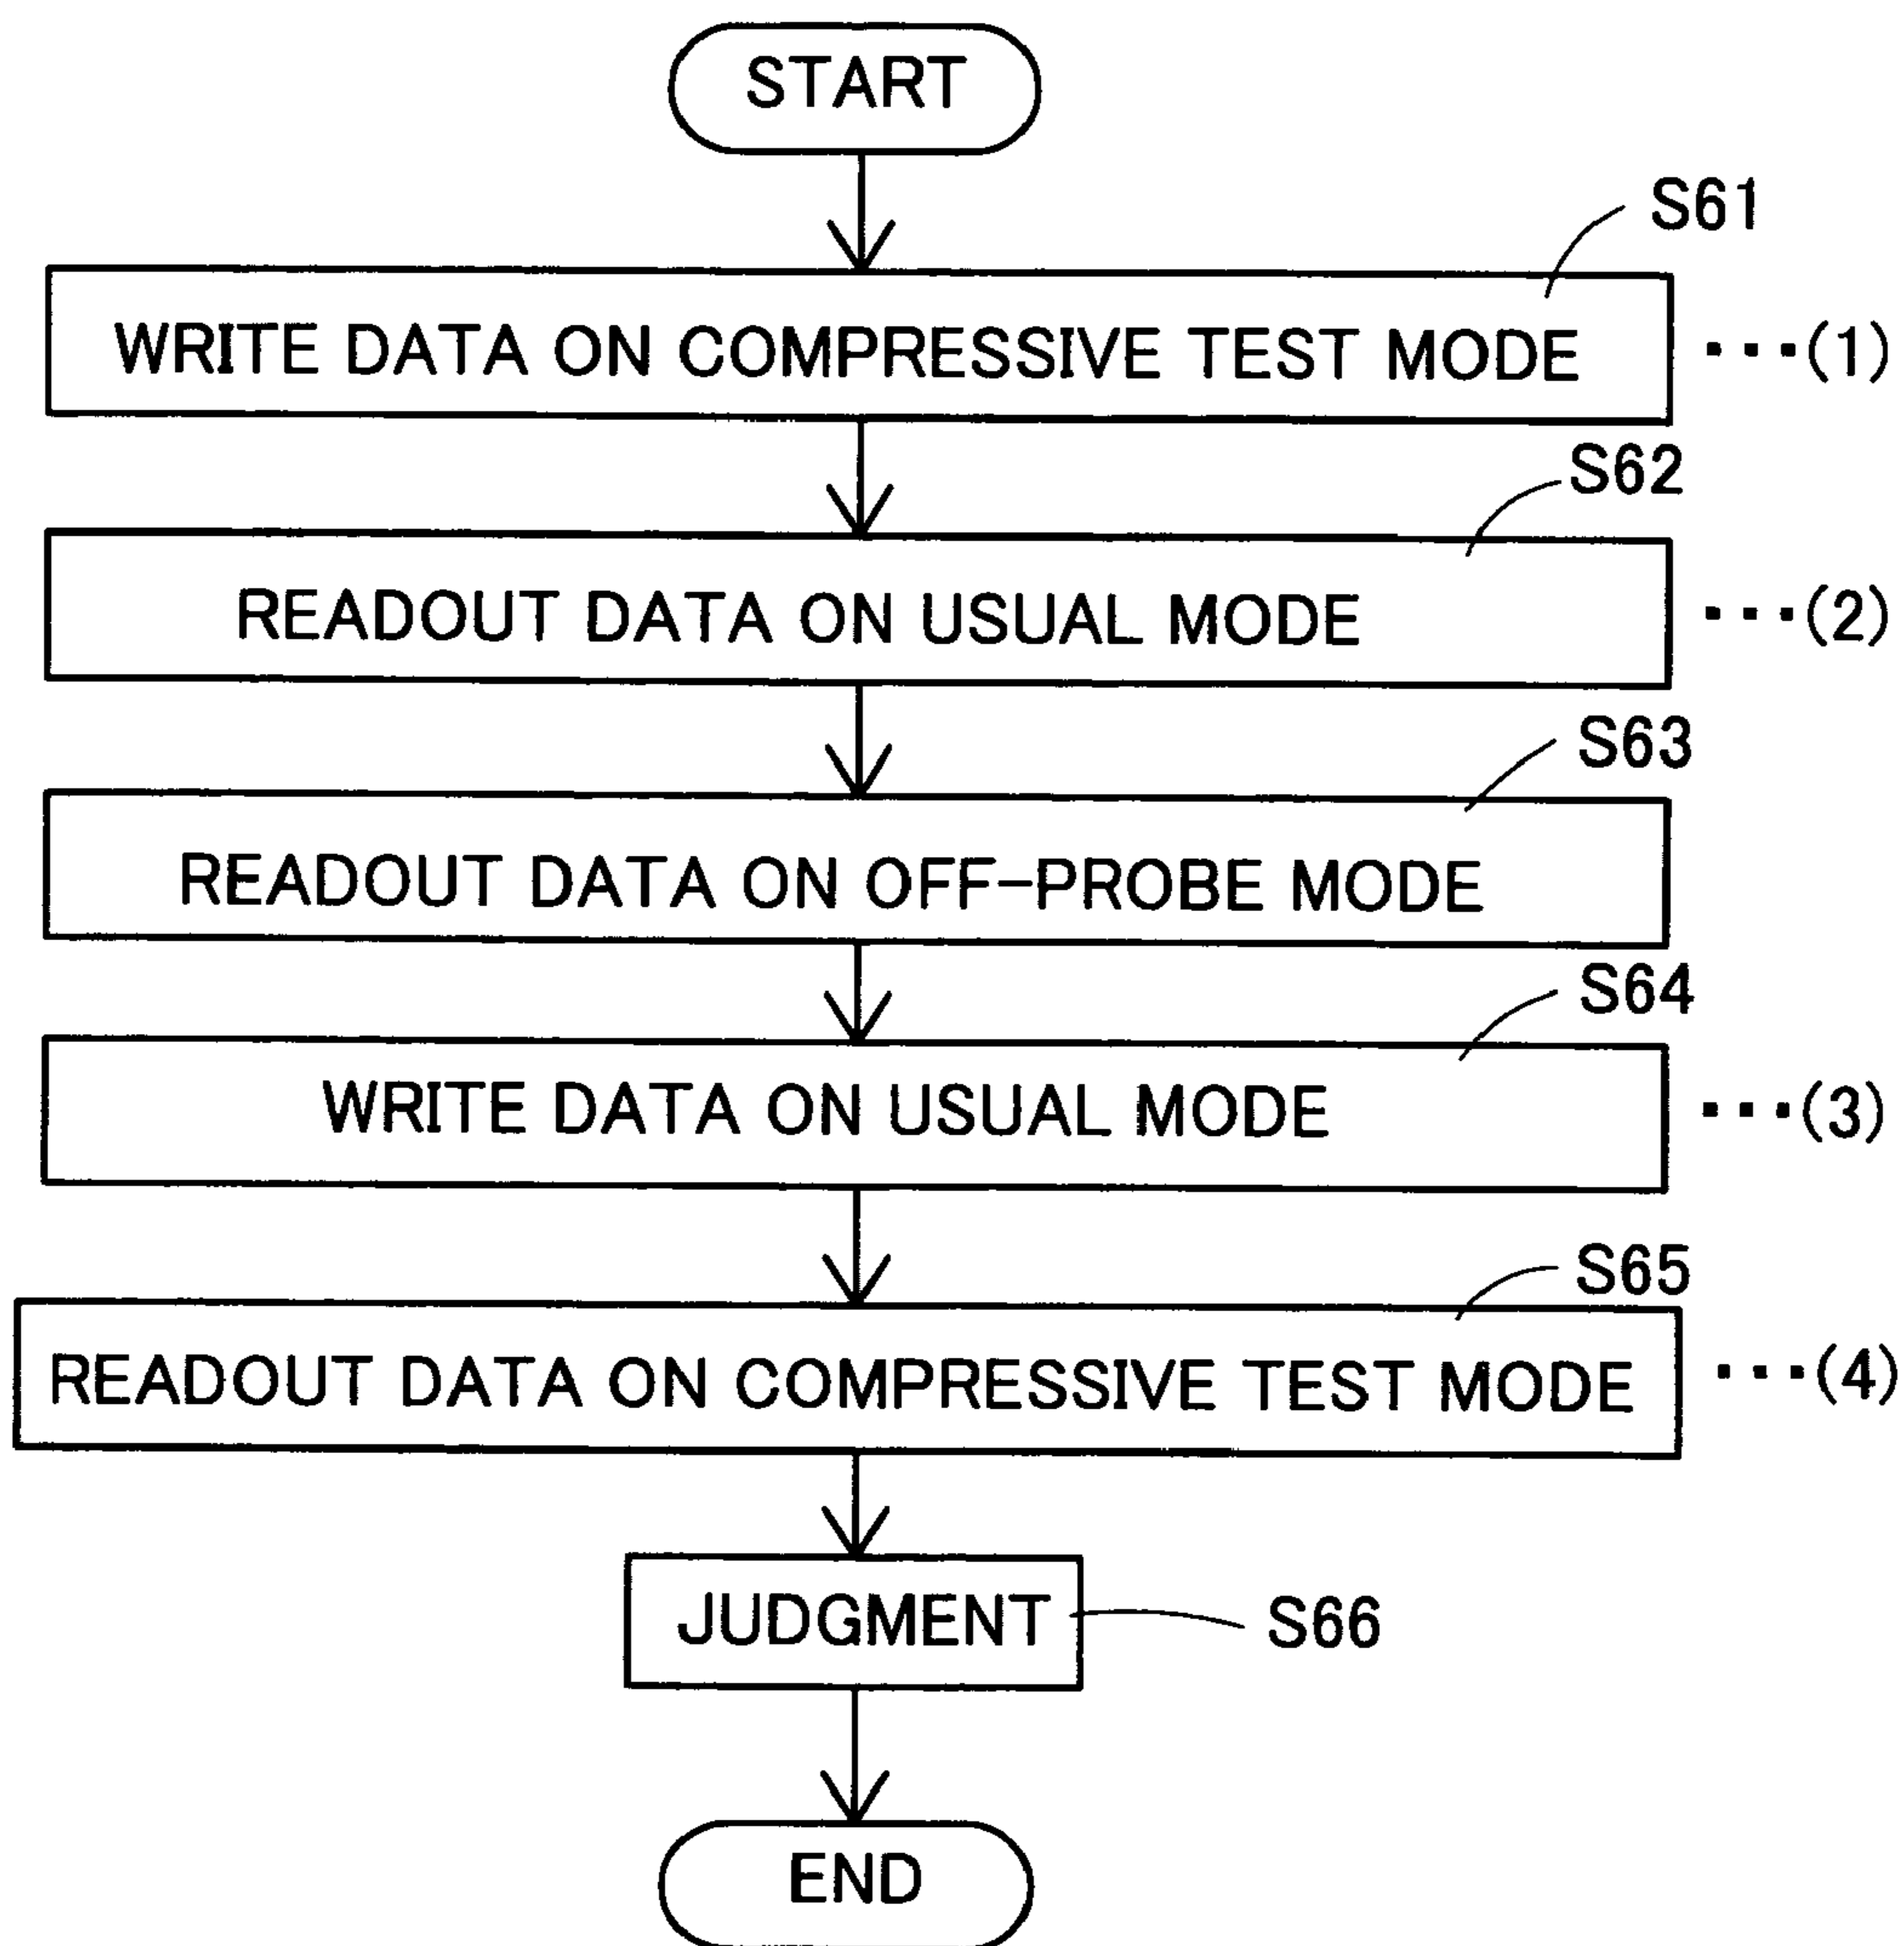 START
S61
WRITE DATA ON COMPRESSIVE TEST MODE ···(1)
S62
READOUT DATA ON USUAL MODE ···(2)
S63
READOUT DATA ON OFF-PROBE MODE
S64
WRITE DATA ON USUAL MODE ···(3)
S65
READOUT DATA ON COMPRESSIVE TEST MODE ···(4)
JUDGMENT S66
END